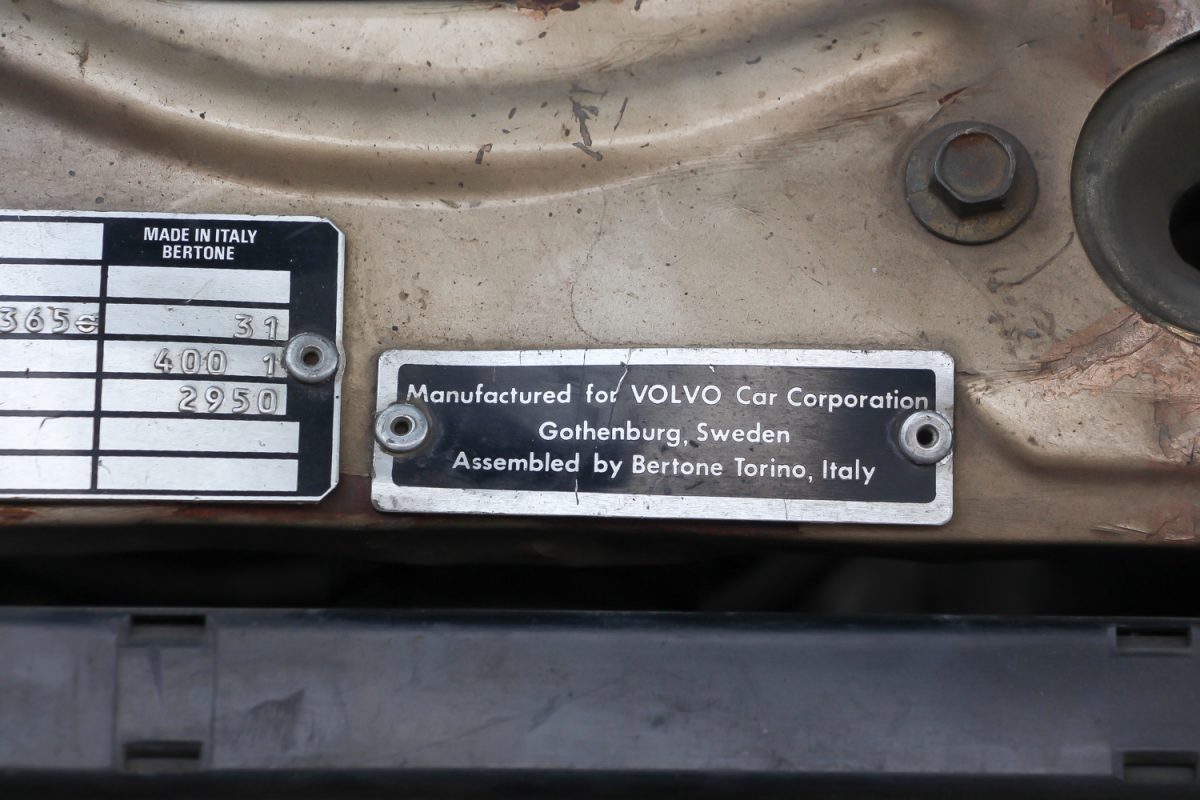 MADE IN ITALY
BERTONE
365 31
400 1
2950
Manufactured for VOLVO Car Corporation
Gothenburg, Sweden
Assembled by Bertone Torino, Italy